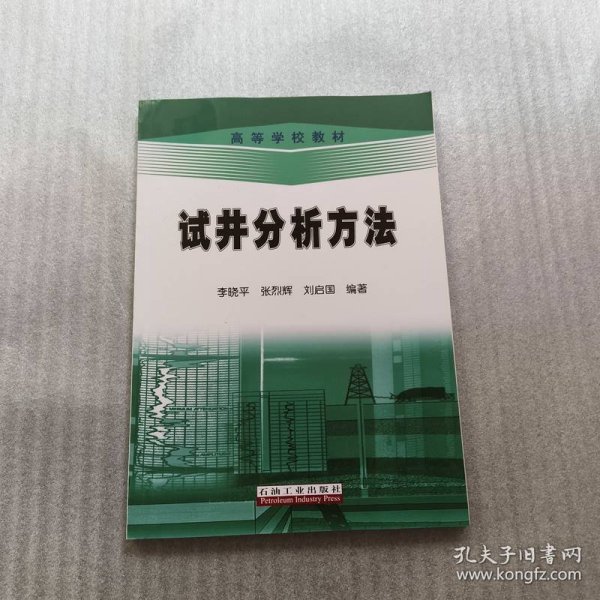 高等学校教材
试井分析方法
李晓平 张烈辉 刘启国 编著
石油工业出版社
Petroleum Industry Press
孔夫子旧书网
www.kongfz.com